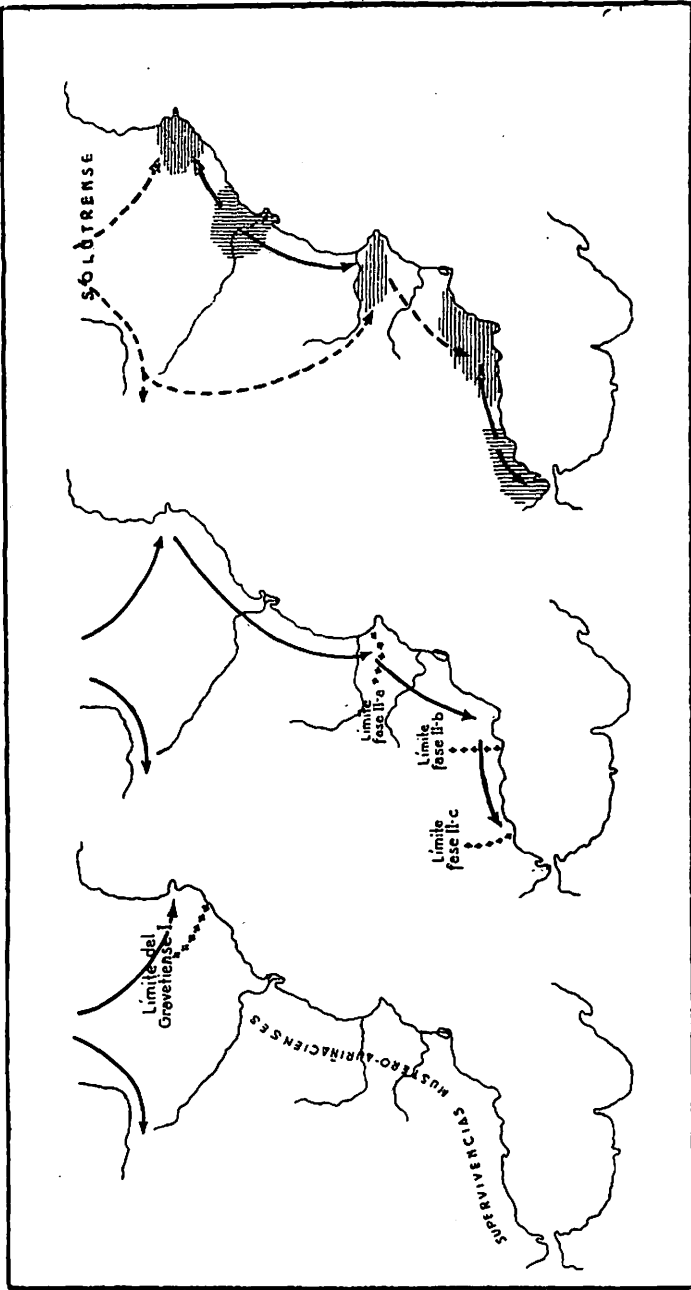 Límite del
Gravetiense I
SUPERVIVENCIAS MUSTERO-AURIÑACIENSES
Límite
fase II-a
Límite
fase II-b
Límite
fase II-c
SOLUTRENSE